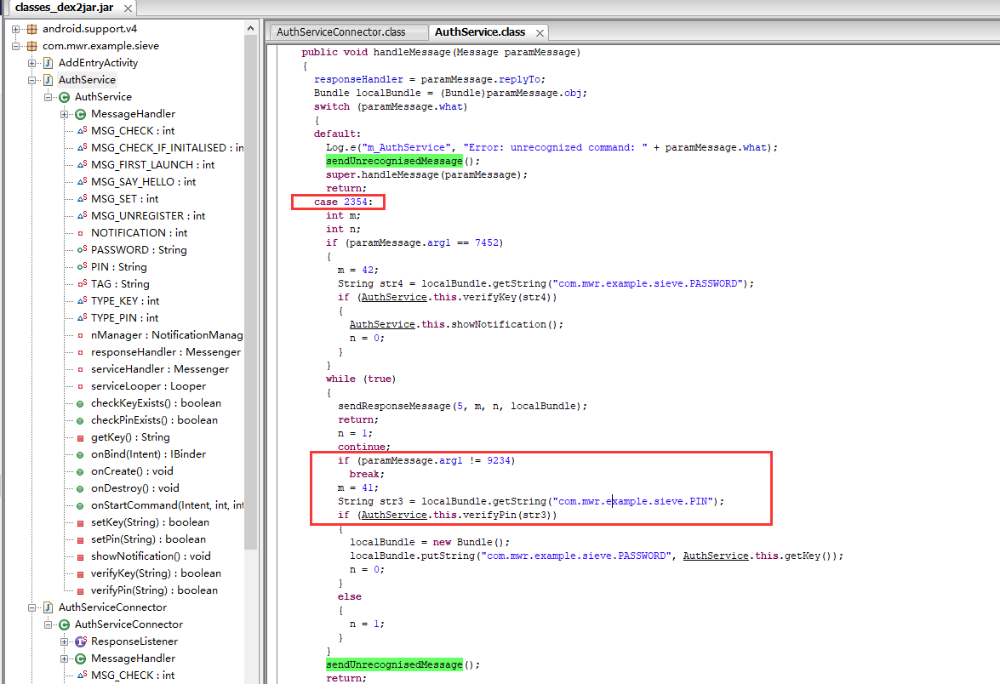 classes_dex2jar.jar
android.support.v4
com.mwr.example.sieve
AddEntryActivity
AuthService
AuthService
MessageHandler
MSG_CHECK : int
MSG_CHECK_IF_INITALISED : in
MSG_FIRST_LAUNCH : int
MSG_SAY_HELLO : int
MSG_SET : int
MSG_UNREGISTER : int
NOTIFICATION : int
PASSWORD : String
PIN : String
TAG : String
TYPE_KEY : int
TYPE_PIN : int
nManager : NotificationManag
responseHandler : Messenger
serviceHandler : Messenger
serviceLooper : Looper
checkKeyExists() : boolean
checkPinExists() : boolean
getKey() : String
onBind(Intent) : IBinder
onCreate() : void
onDestroy() : void
onStartCommand(Intent, int, int
setKey(String) : boolean
setPin(String) : boolean
showNotification() : void
verifyKey(String) : boolean
verifyPin(String) : boolean
AuthServiceConnector
AuthServiceConnector
ResponseListener
MessageHandler
MSG_CHECK : int
AuthServiceConnector.class
AuthService.class
public void handleMessage(Message paramMessage)
{
responseHandler = paramMessage.replyTo;
Bundle localBundle = (Bundle)paramMessage.obj;
switch (paramMessage.what)
{
default:
Log.e("m_AuthService", "Error: unrecognized command: " + paramMessage.what);
sendUnrecognisedMessage();
super.handleMessage(paramMessage);
return;
case 2354:
int m;
int n;
if (paramMessage.arg1 == 7452)
{
m = 42;
String str4 = localBundle.getString("com.mwr.example.sieve.PASSWORD");
if (AuthService.this.verifyKey(str4))
{
AuthService.this.showNotification();
n = 0;
}
}
while (true)
{
sendResponseMessage(5, m, n, localBundle);
return;
n = 1;
continue;
if (paramMessage.arg1 != 9234)
break;
m = 41;
String str3 = localBundle.getString("com.mwr.example.sieve.PIN");
if (AuthService.this.verifyPin(str3))
{
localBundle = new Bundle();
localBundle.putString("com.mwr.example.sieve.PASSWORD", AuthService.this.getKey());
n = 0;
}
else
{
n = 1;
}
}
sendUnrecognisedMessage();
return;